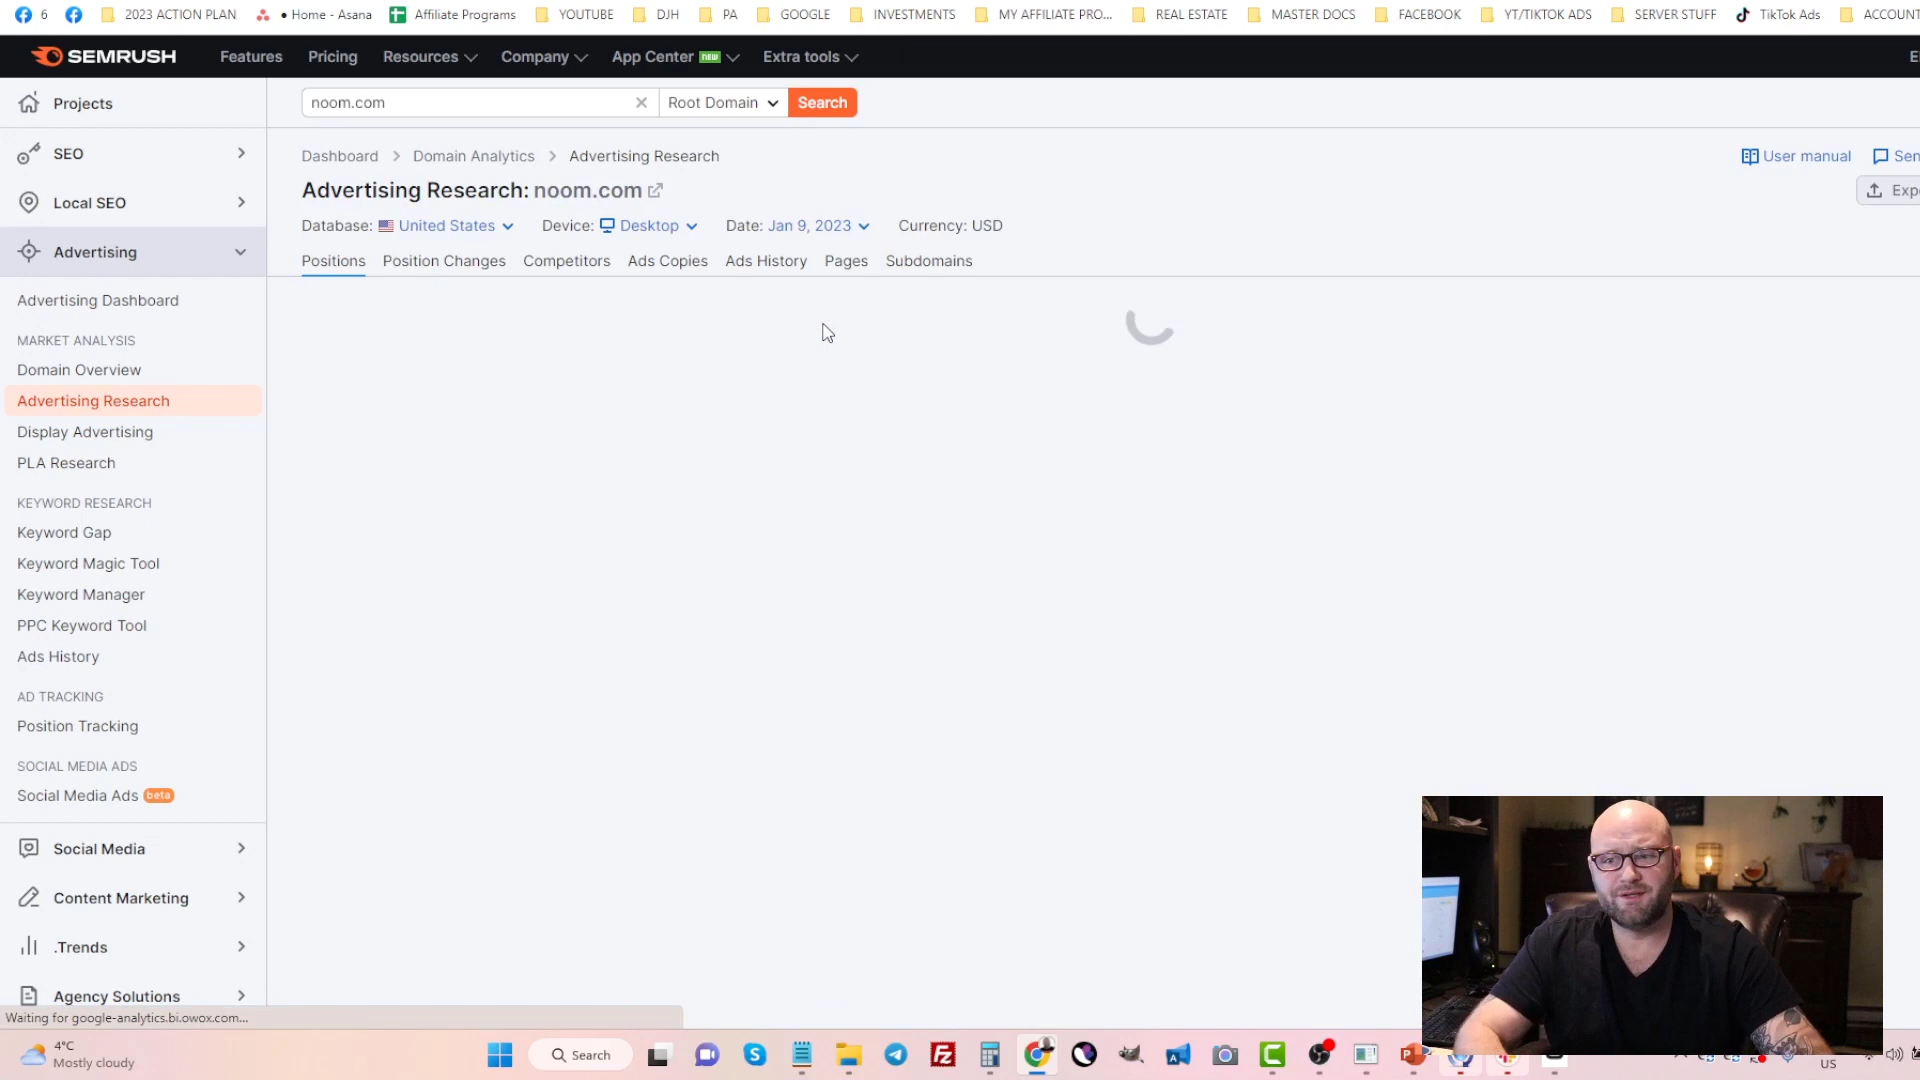 6
2023 ACTION PLAN
• Home - Asana
Affiliate Programs
YOUTUBE
DJH
PA
GOOGLE
INVESTMENTS
MY AFFILIATE PRO...
REAL ESTATE
MASTER DOCS
FACEBOOK
YT/TIKTOK ADS
SERVER STUFF
TikTok Ads
ACCOUNT
SEMRUSH
Features
Pricing
Resources
Company
App Center new
Extra tools
Projects
noom.com
Root Domain
Search
SEO
Dashboard > Domain Analytics > Advertising Research
User manual
Sen
Advertising Research: noom.com
Expo
Local SEO
Database: United States
Device: Desktop
Date: Jan 9, 2023
Currency: USD
Advertising
Positions
Position Changes
Competitors
Ads Copies
Ads History
Pages
Subdomains
Advertising Dashboard
MARKET ANALYSIS
Domain Overview
Advertising Research
Display Advertising
PLA Research
KEYWORD RESEARCH
Keyword Gap
Keyword Magic Tool
Keyword Manager
PPC Keyword Tool
Ads History
AD TRACKING
Position Tracking
SOCIAL MEDIA ADS
Social Media Ads beta
Social Media
Content Marketing
.Trends
Agency Solutions
Waiting for google-analytics.bi.owox.com...
4°C
Mostly cloudy
Search
US